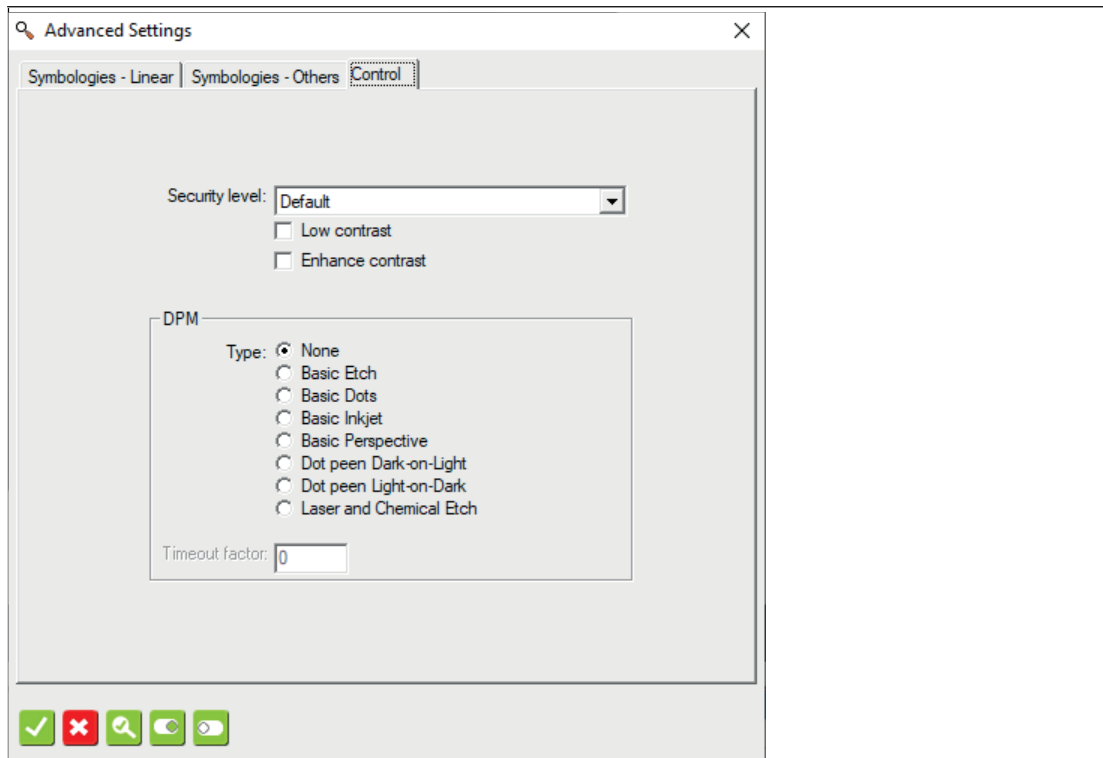 Advanced Settings
Symbologies - Linear Symbologies - Others Control
Security level: Default
Low contrast
Enhance contrast
DPM
Type: None
Basic Etch
Basic Dots
Basic Inkjet
Basic Perspective
Dot peen Dark-on-Light
Dot peen Light-on-Dark
Laser and Chemical Etch
Timeout factor: 0